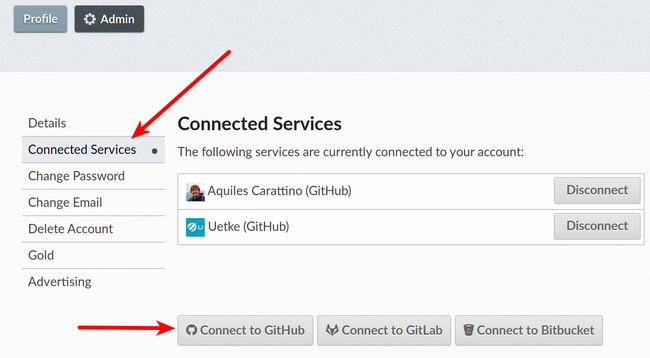 Profile
Admin
Details
Connected Services
Change Password
Change Email
Delete Account
Gold
Advertising
Connected Services
The following services are currently connected to your account:
Aquiles Carattino (GitHub)
Disconnect
Uetke (GitHub)
Disconnect
Connect to GitHub
Connect to GitLab
Connect to Bitbucket